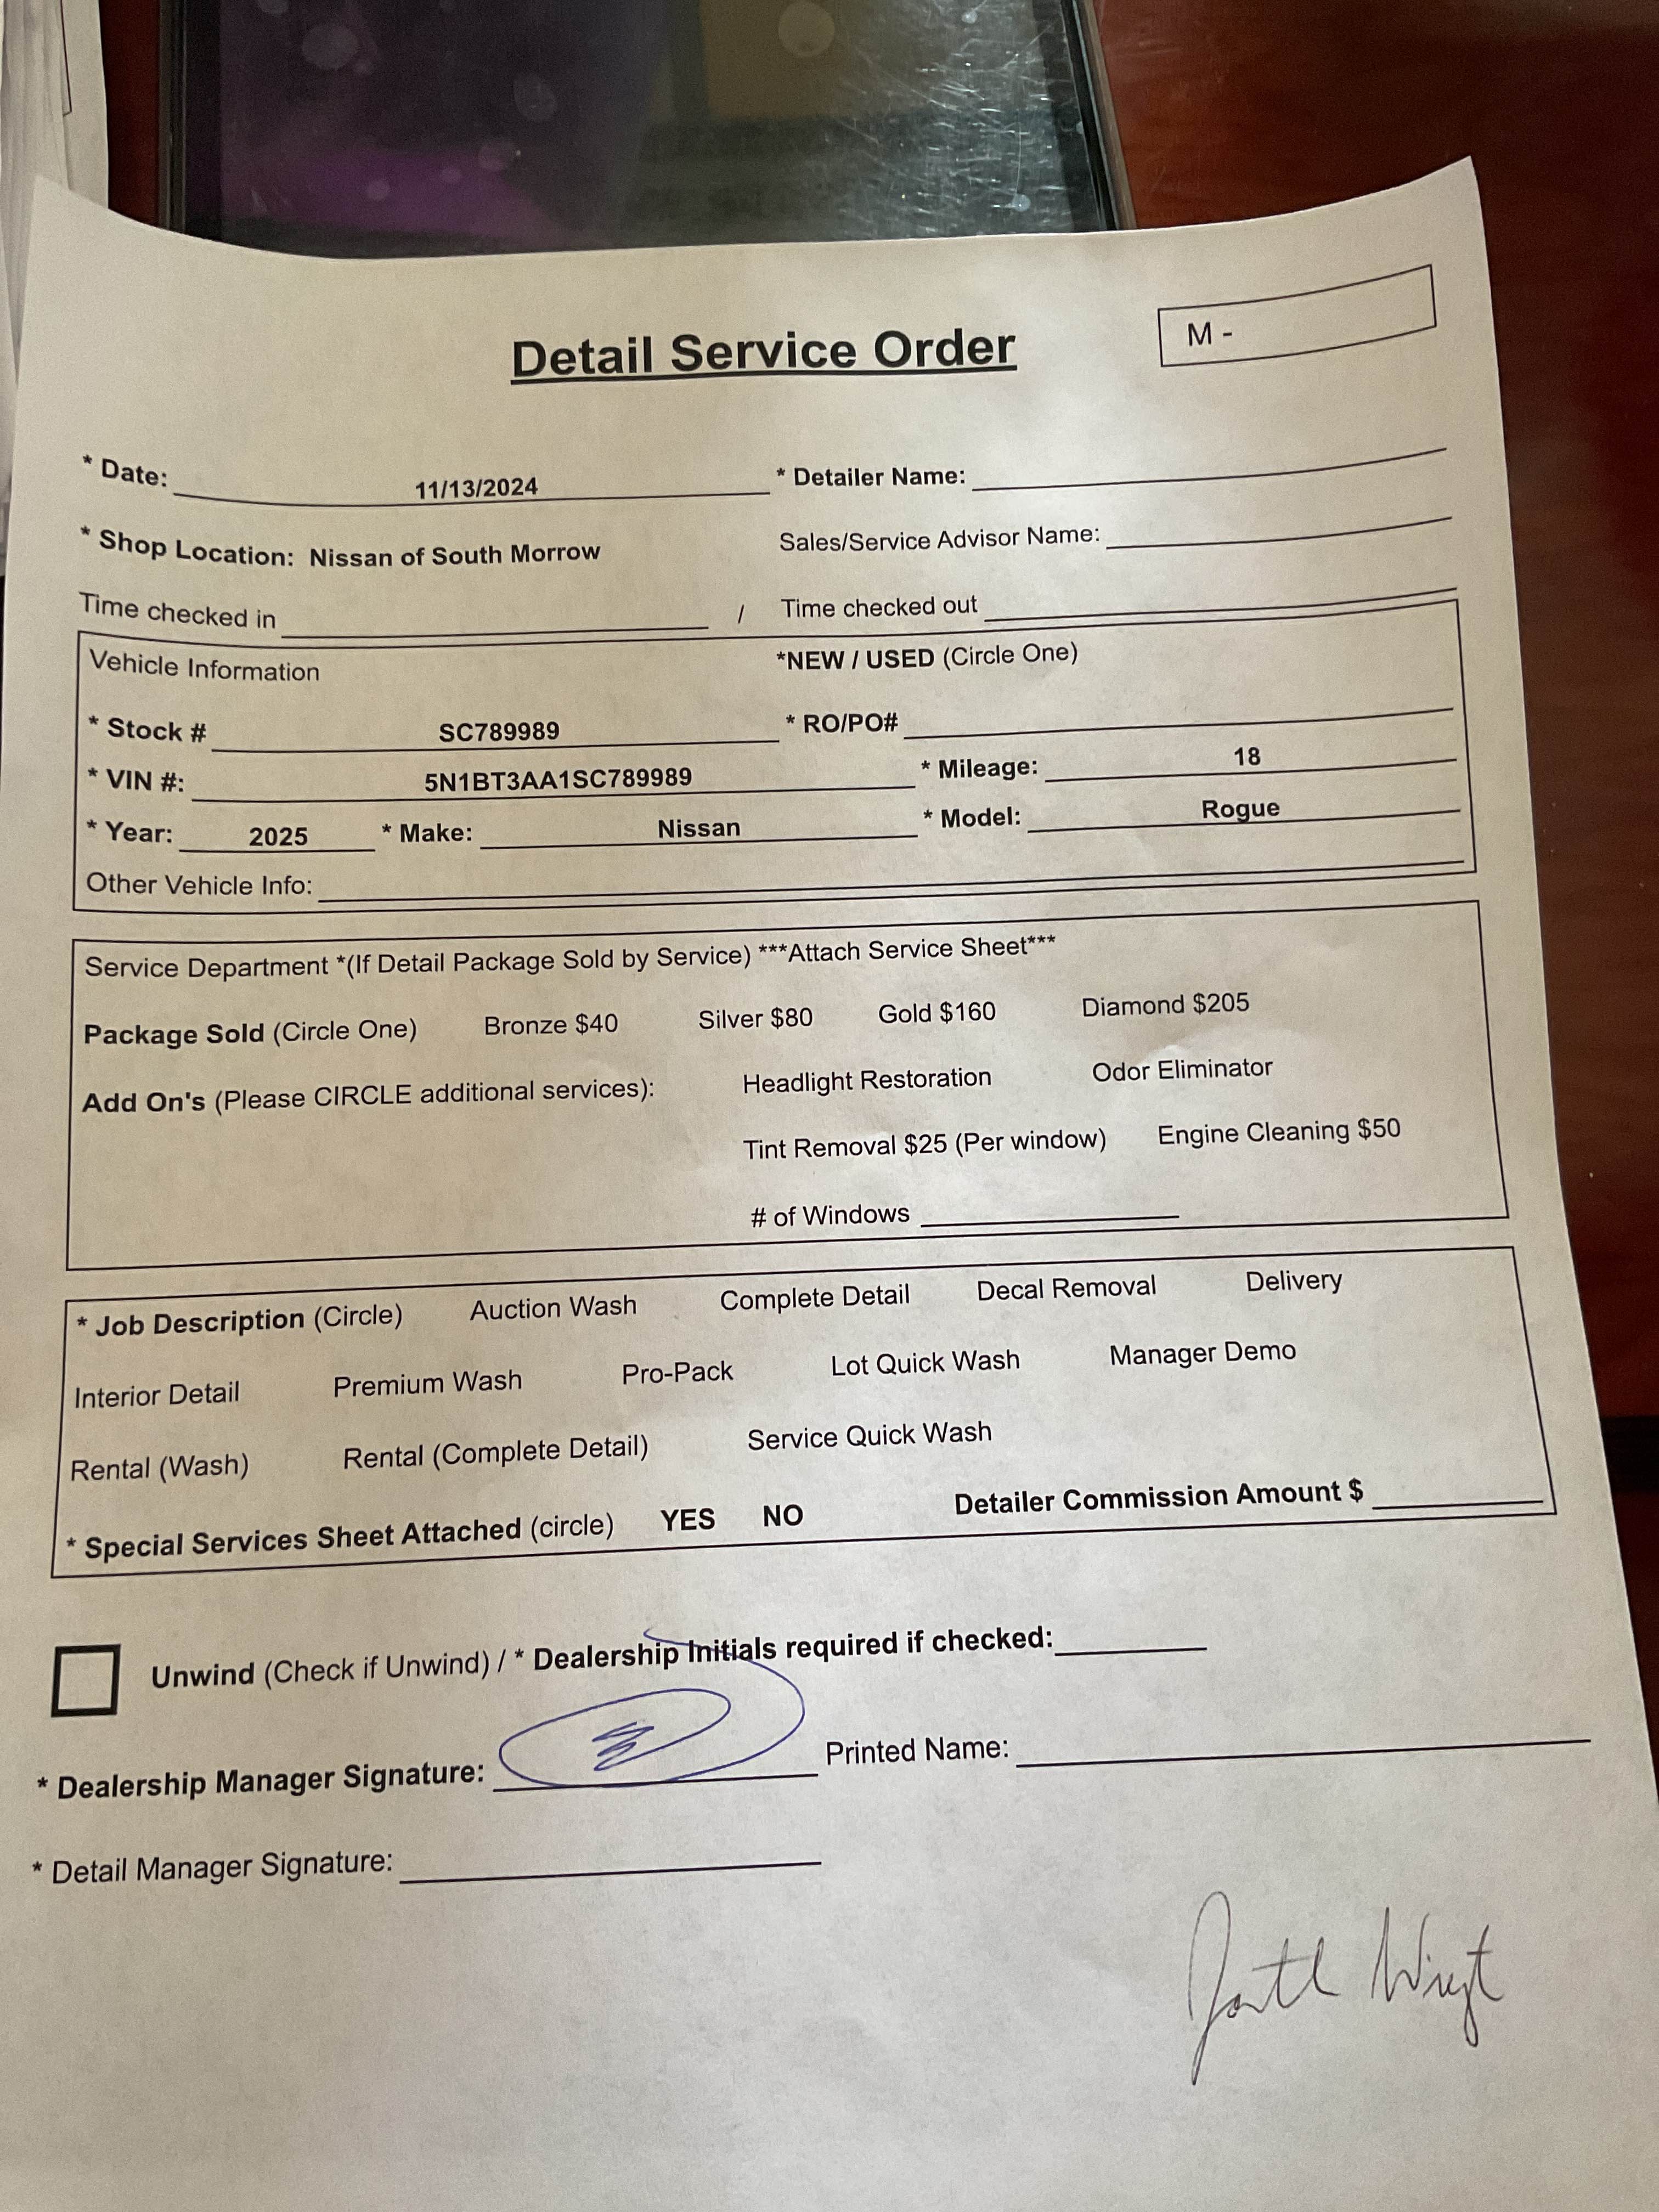 Detail Service Order
M -
* Date: 11/13/2024 * Detailer Name:
* Shop Location: Nissan of South Morrow Sales/Service Advisor Name:
Time checked in / Time checked out
Vehicle Information *NEW / USED (Circle One)
* Stock # SC789989 * RO/PO#
* VIN #: 5N1BT3AA1SC789989 * Mileage: 18
* Year: 2025 * Make: Nissan * Model: Rogue
Other Vehicle Info:
Service Department *(If Detail Package Sold by Service) ***Attach Service Sheet***
Package Sold (Circle One) Bronze $40 Silver $80 Gold $160 Diamond $205
Add On's (Please CIRCLE additional services): Headlight Restoration Odor Eliminator
Tint Removal $25 (Per window) Engine Cleaning $50
# of Windows
* Job Description (Circle) Auction Wash Complete Detail Decal Removal Delivery
Interior Detail Premium Wash Pro-Pack Lot Quick Wash Manager Demo
Rental (Wash) Rental (Complete Detail) Service Quick Wash
* Special Services Sheet Attached (circle) YES NO Detailer Commission Amount $
Unwind (Check if Unwind) / * Dealership Initials required if checked:
* Dealership Manager Signature: Printed Name:
* Detail Manager Signature: